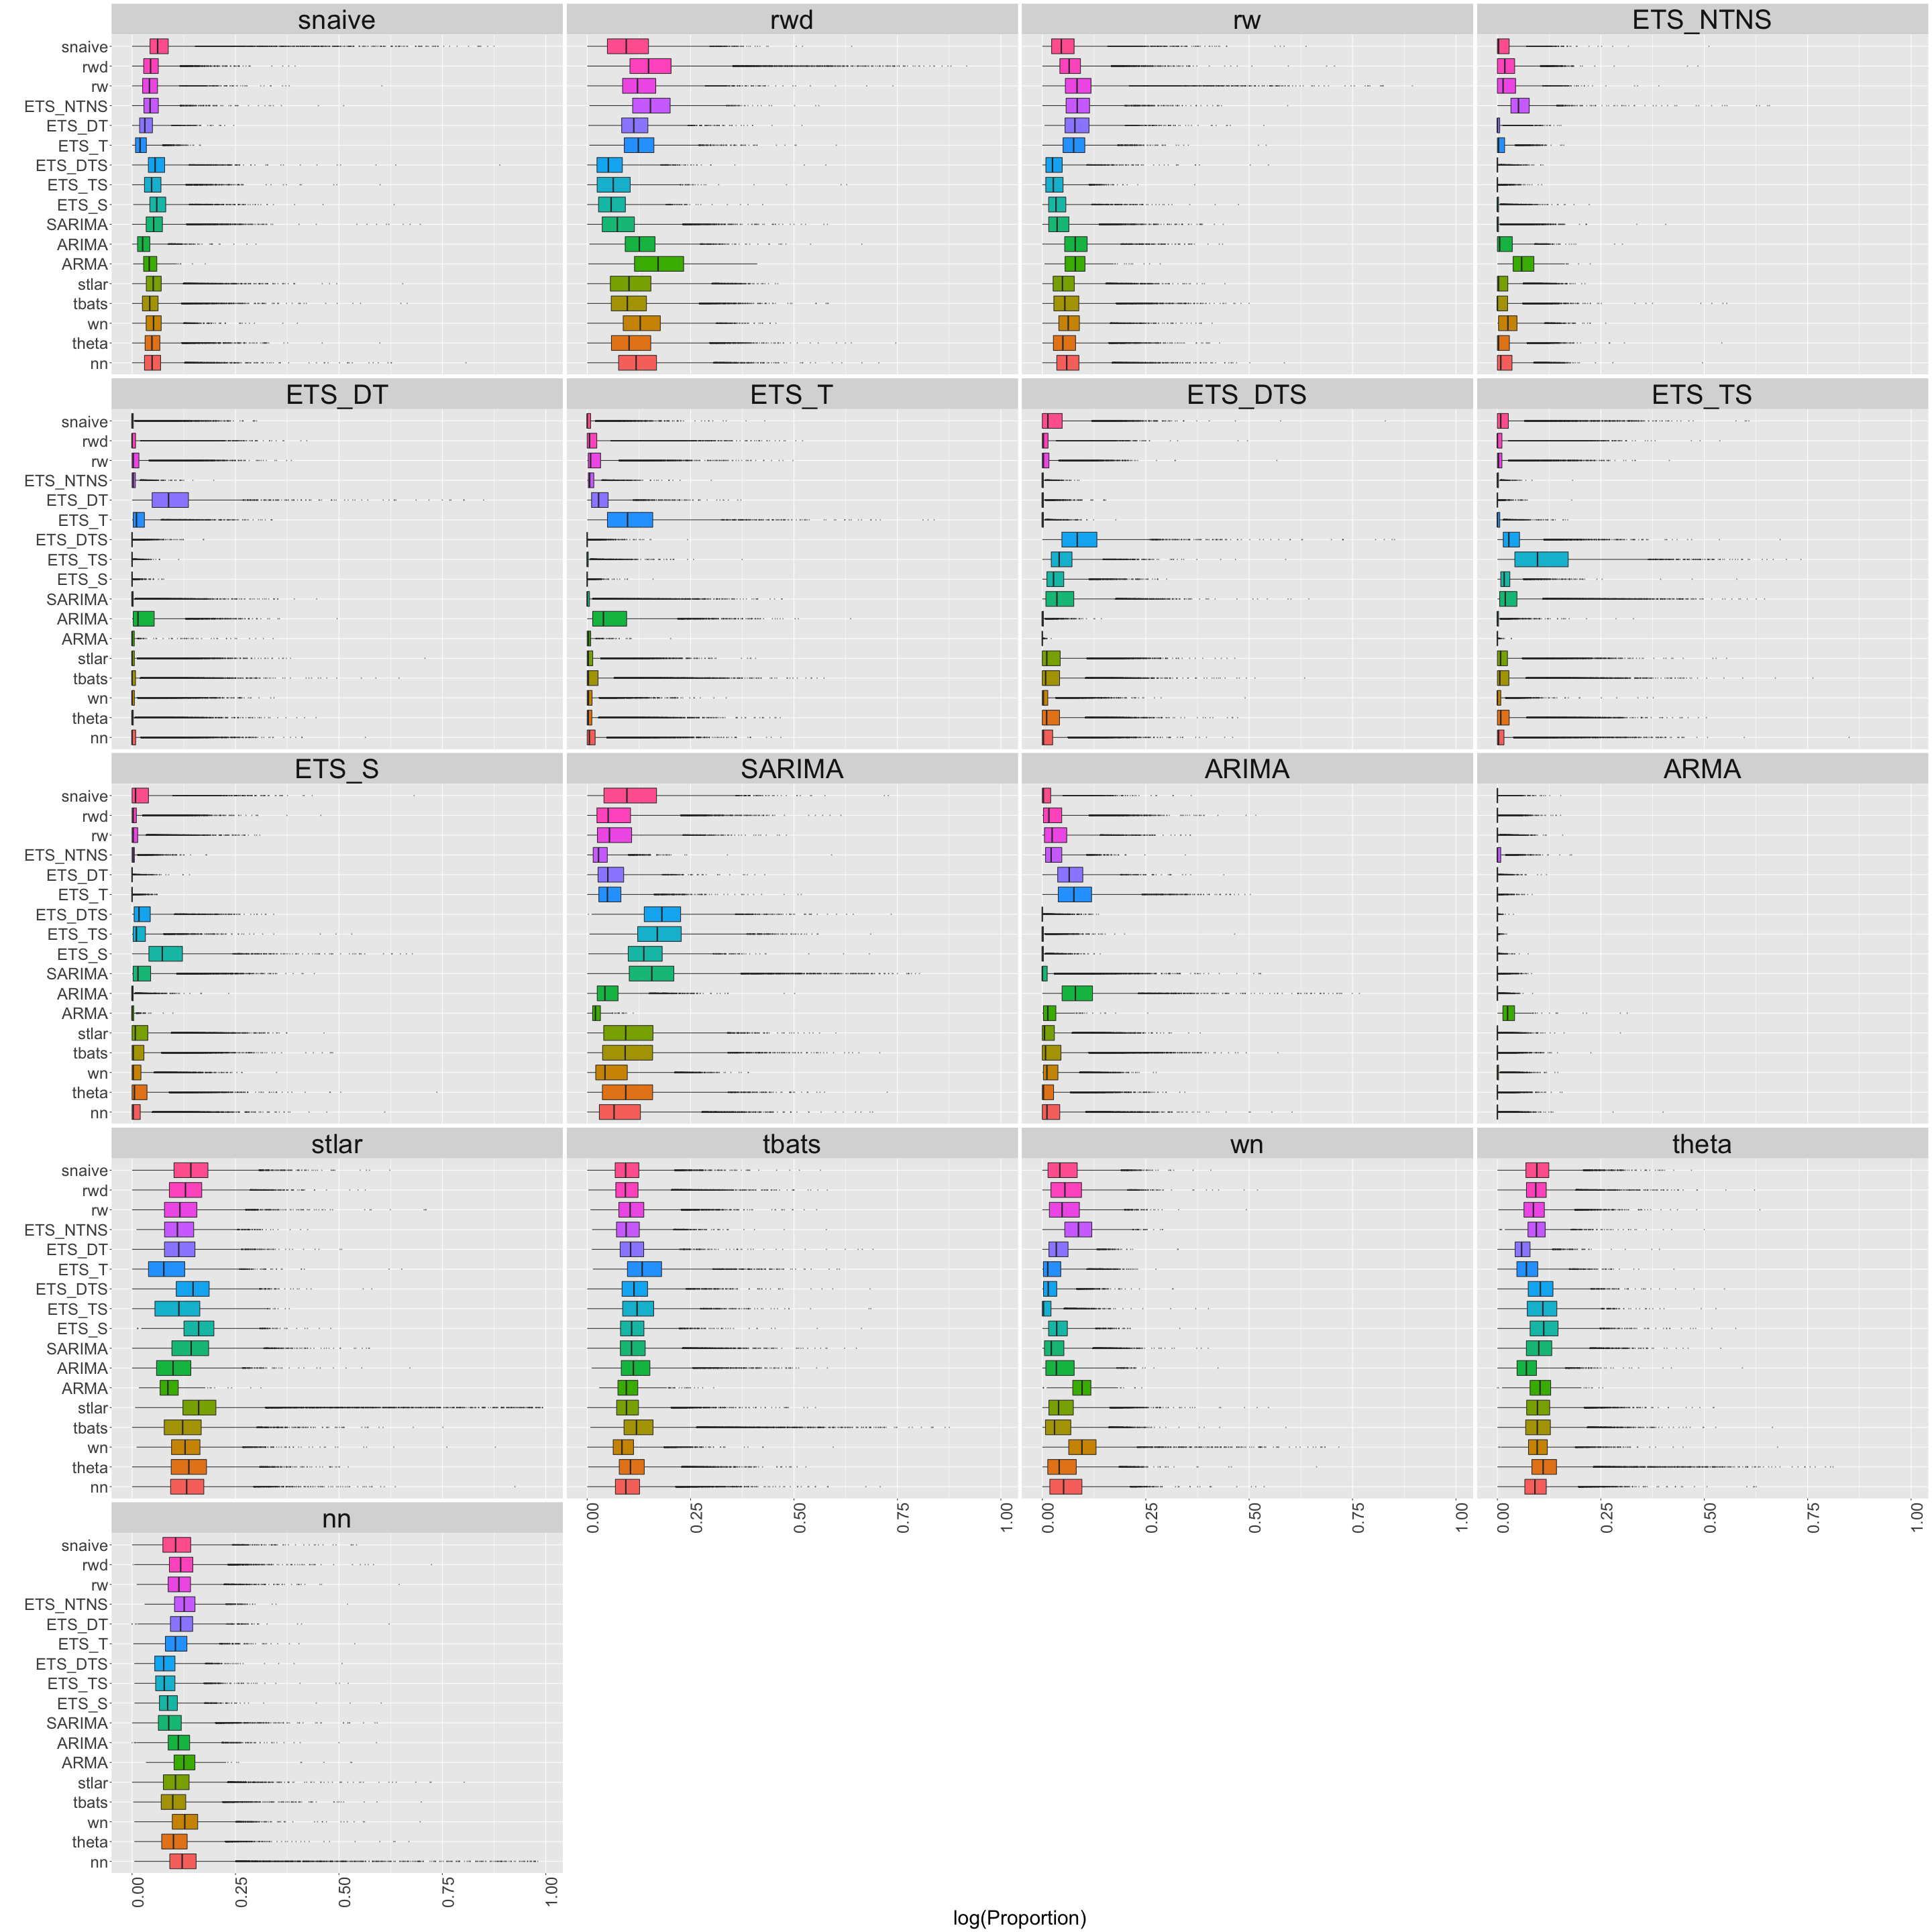 snaive rwd rw ETS_NTNS
snaive
rwd
rw
ETS_NTNS
ETS_DT
ETS_T
ETS_DTS
ETS_TS
ETS_S
SARIMA
ARIMA
ARMA
stlar
tbats
wn
theta
nn
ETS_DT ETS_T ETS_DTS ETS_TS
snaive
rwd
rw
ETS_NTNS
ETS_DT
ETS_T
ETS_DTS
ETS_TS
ETS_S
SARIMA
ARIMA
ARMA
stlar
tbats
wn
theta
nn
ETS_S SARIMA ARIMA ARMA
snaive
rwd
rw
ETS_NTNS
ETS_DT
ETS_T
ETS_DTS
ETS_TS
ETS_S
SARIMA
ARIMA
ARMA
stlar
tbats
wn
theta
nn
stlar tbats wn theta
snaive
rwd
rw
ETS_NTNS
ETS_DT
ETS_T
ETS_DTS
ETS_TS
ETS_S
SARIMA
ARIMA
ARMA
stlar
tbats
wn
theta
nn
0.00 0.25 0.50 0.75 1.00 0.00 0.25 0.50 0.75 1.00 0.00 0.25 0.50 0.75 1.00
nn
snaive
rwd
rw
ETS_NTNS
ETS_DT
ETS_T
ETS_DTS
ETS_TS
ETS_S
SARIMA
ARIMA
ARMA
stlar
tbats
wn
theta
nn
0.00 0.25 0.50 0.75 1.00
log(Proportion)